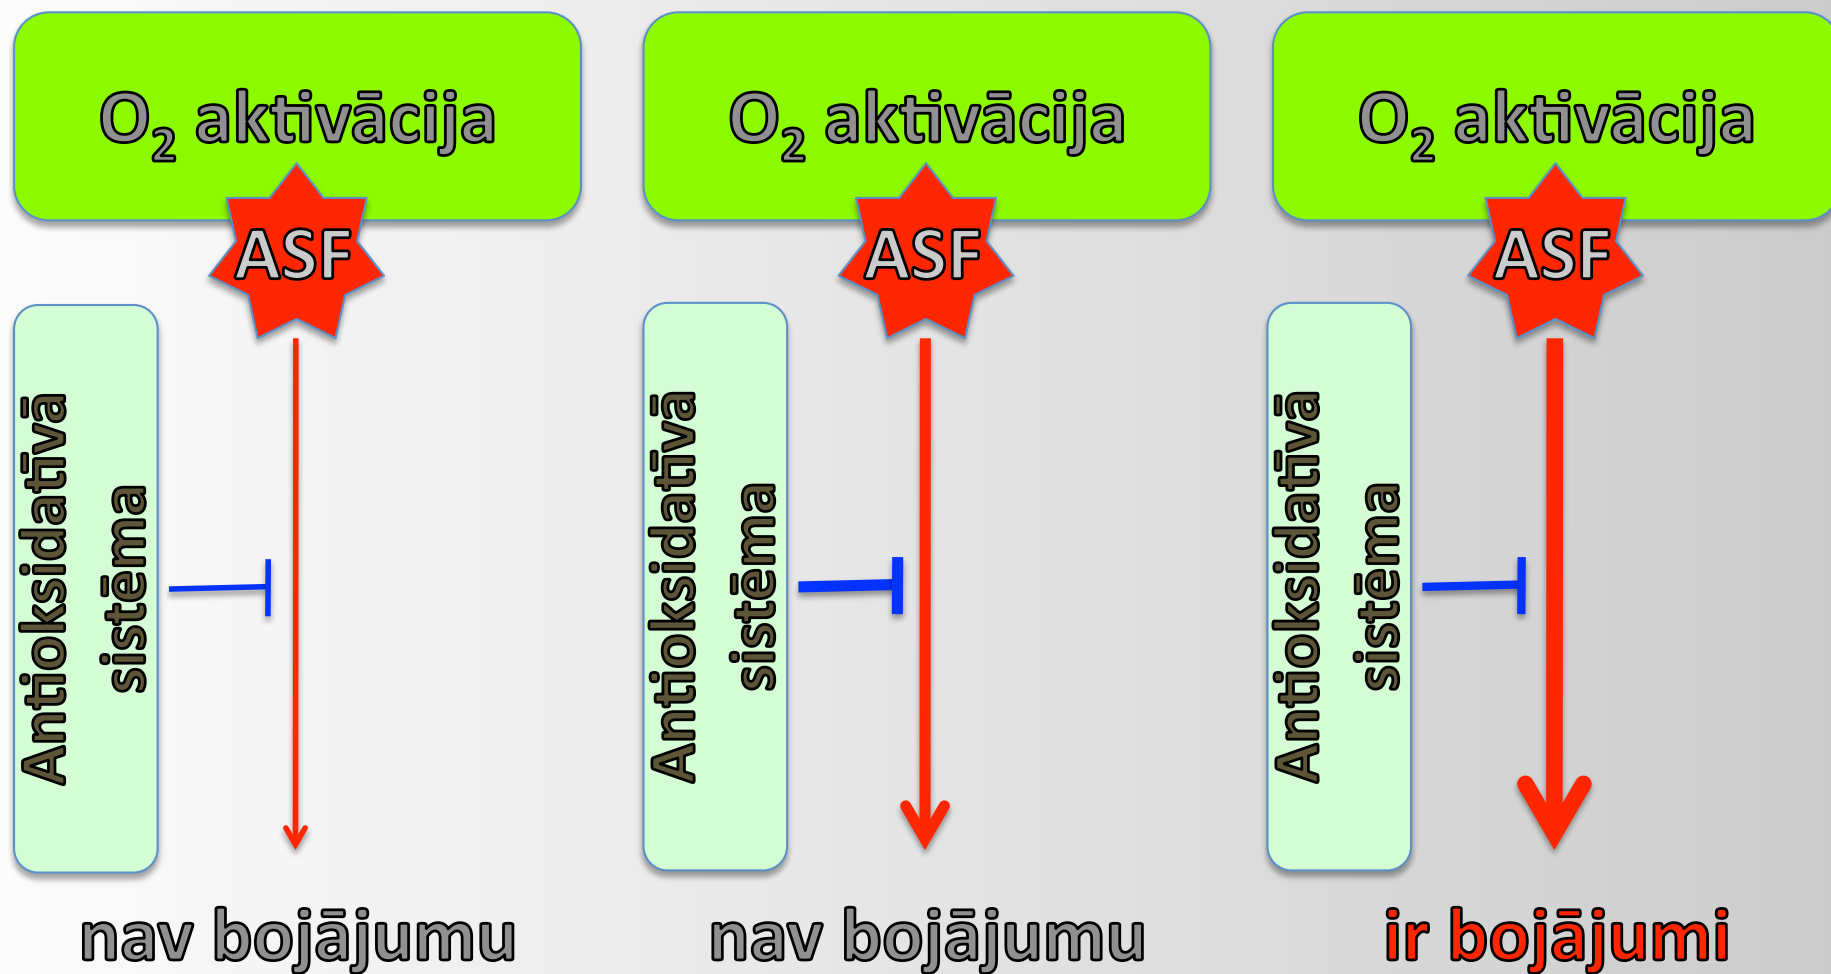 O₂ aktivācija
ASF
Antioksidatīvā
sistēma
nav bojājumu
O₂ aktivācija
ASF
Antioksidatīvā
sistēma
nav bojājumu
O₂ aktivācija
ASF
Antioksidatīvā
sistēma
ir bojājumi